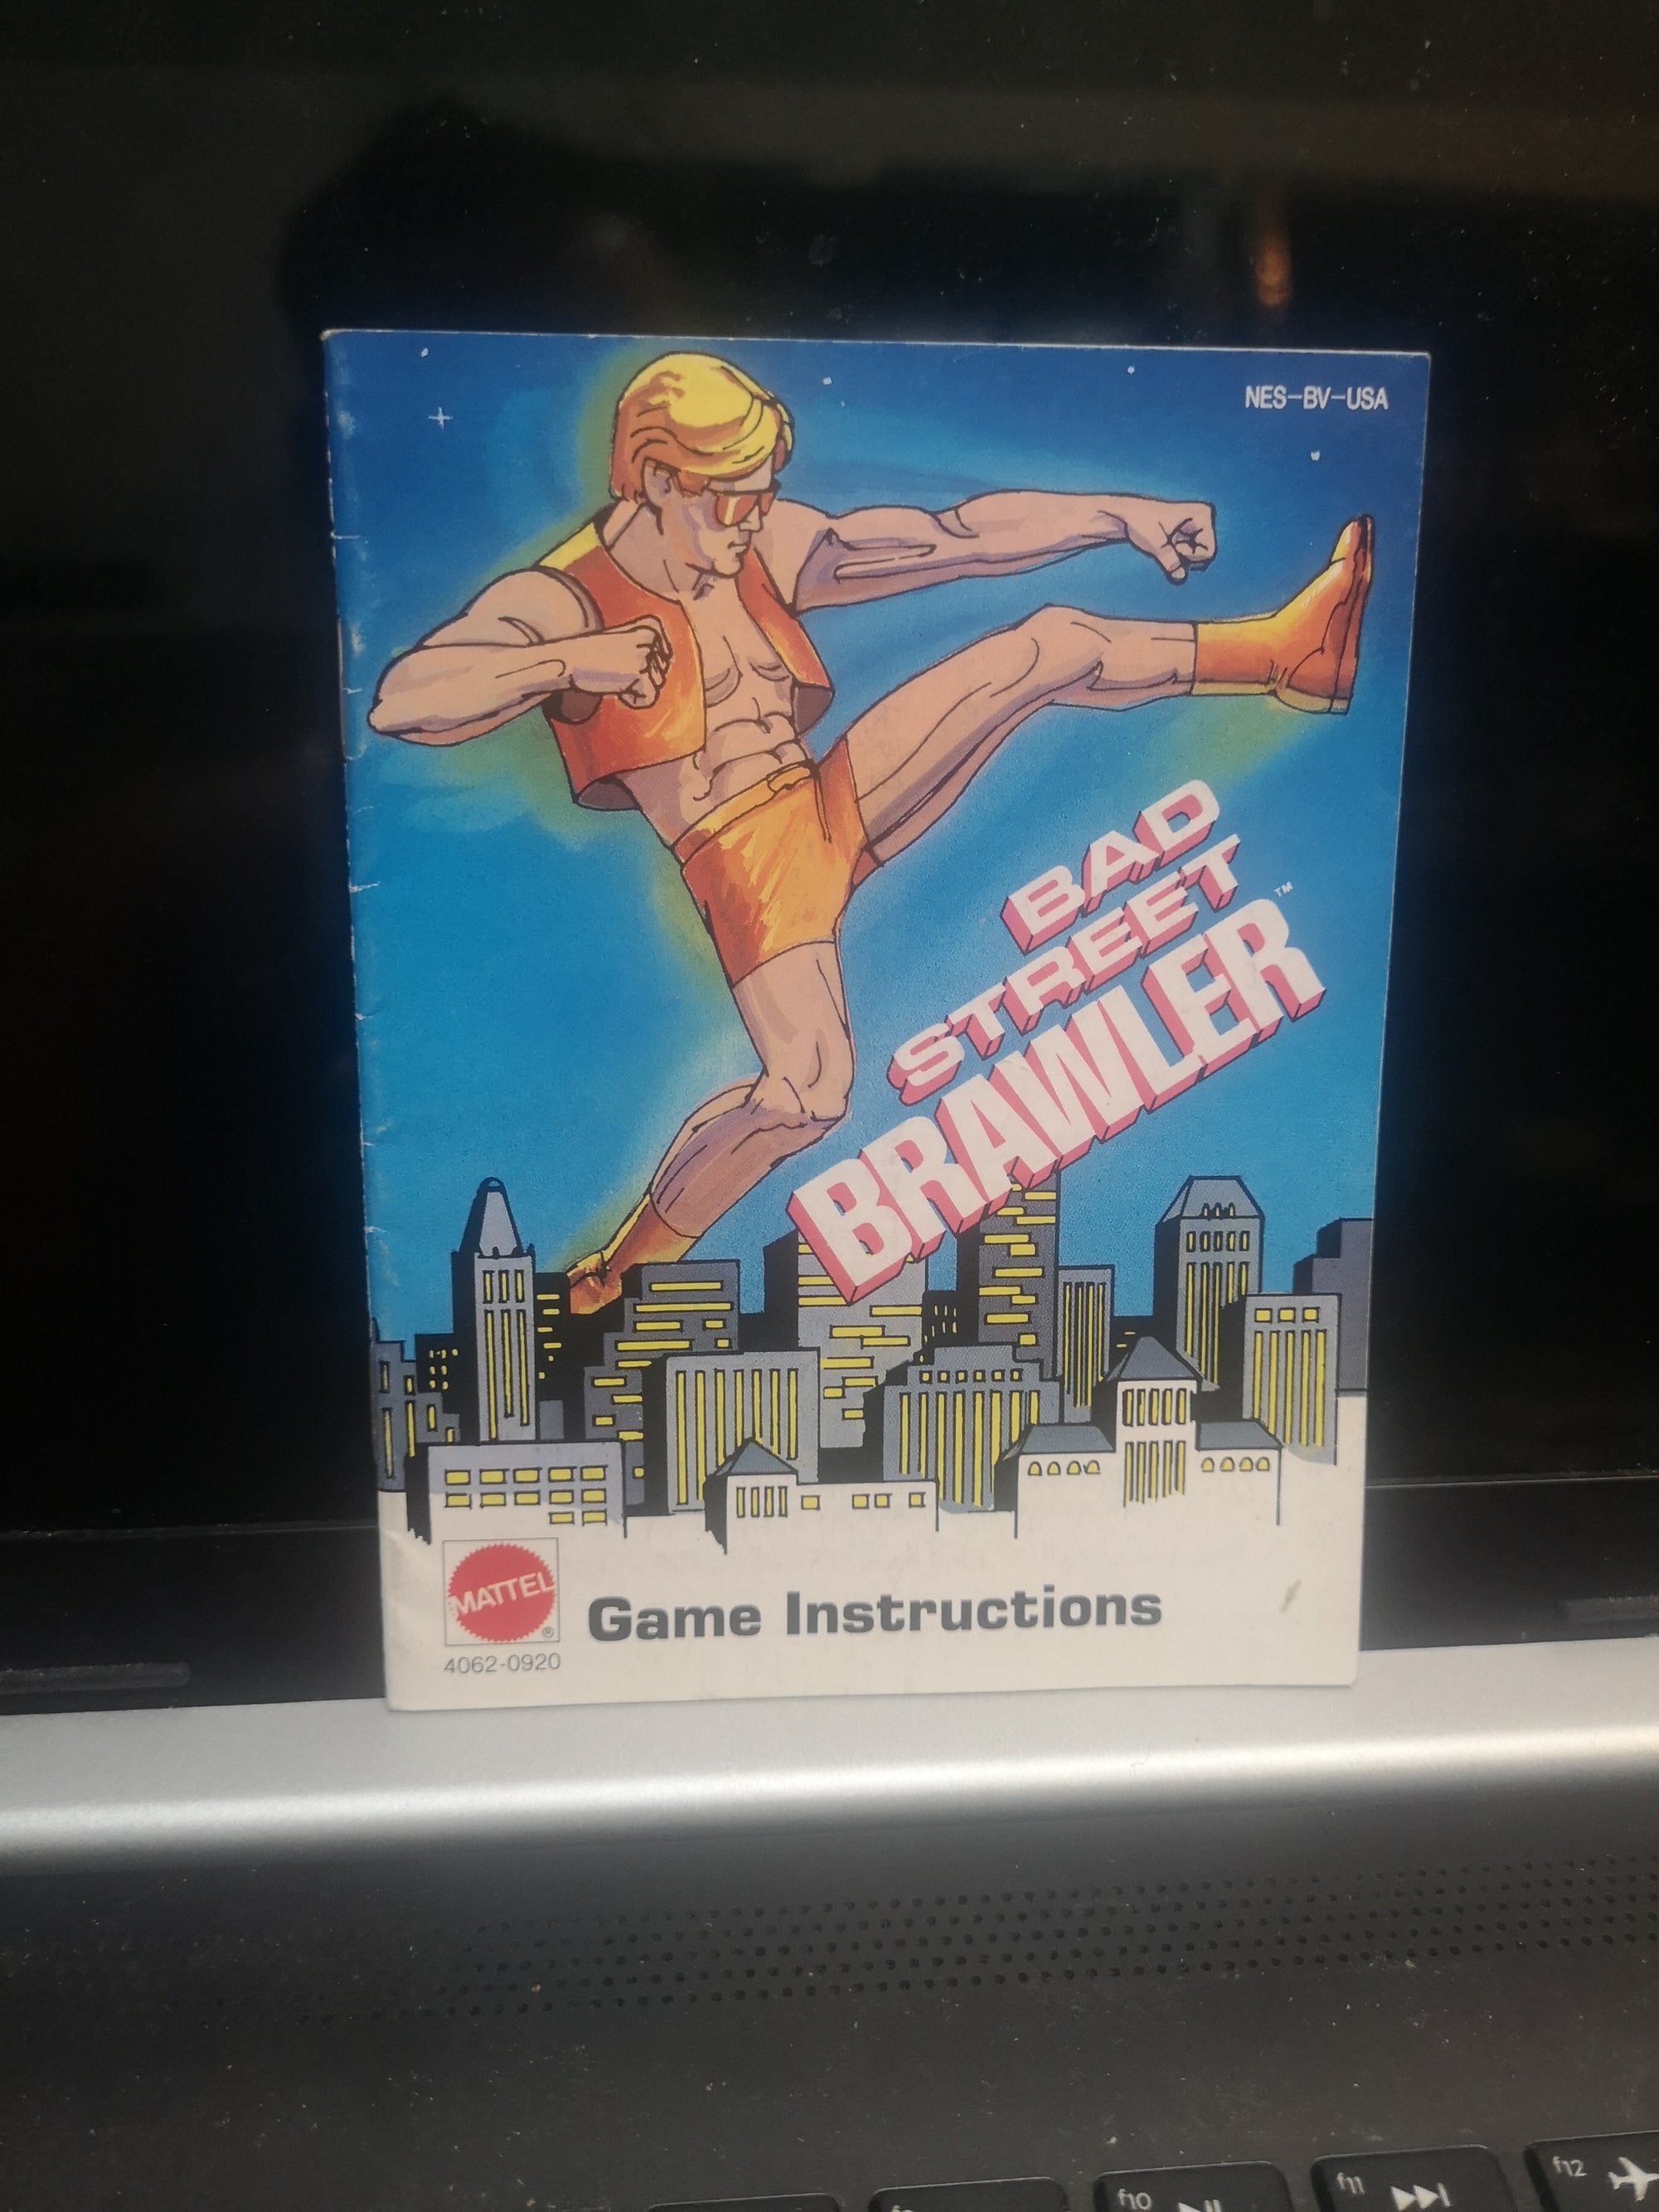 NES-BV-USA
BAD
STREET
BRAWLER™
MATTEL®
Game Instructions
4062-0920
f10
f11
f12